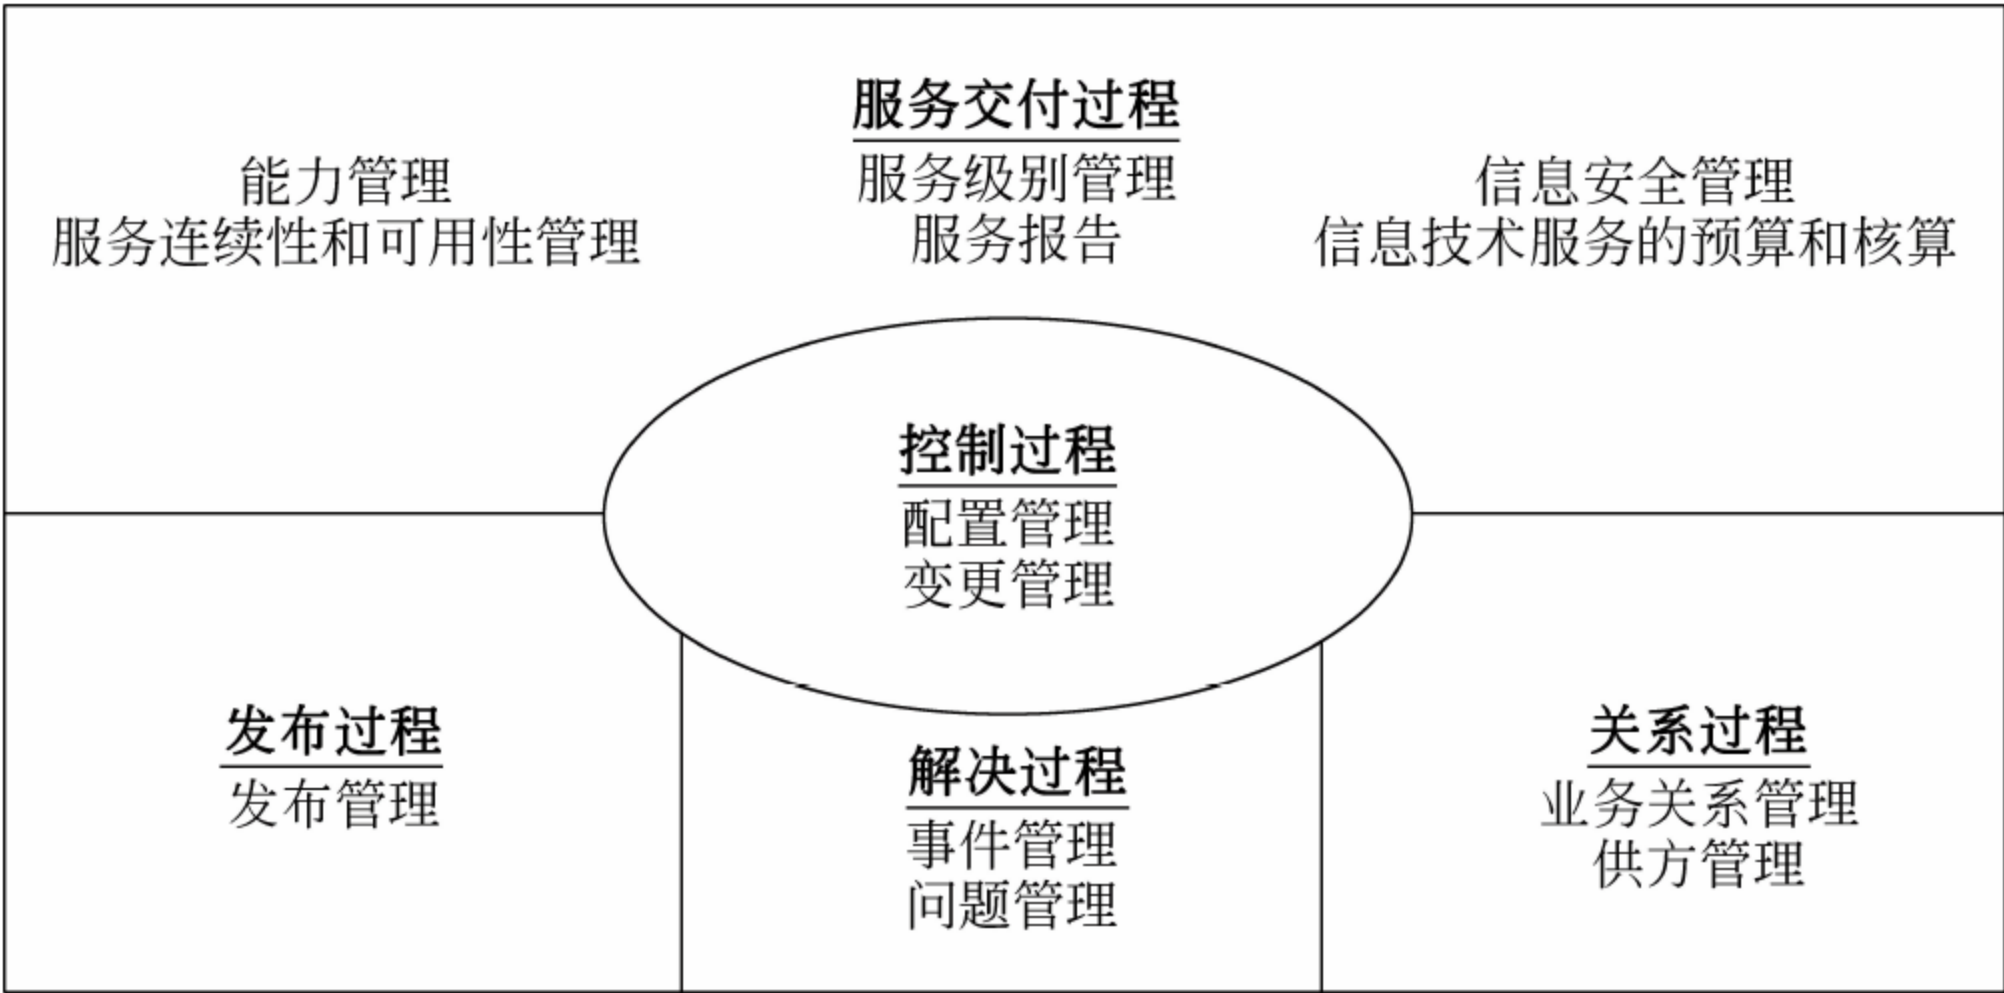 服务交付过程
能力管理
服务连续性和可用性管理
服务级别管理
服务报告
信息安全管理
信息技术服务的预算和核算
控制过程
配置管理
变更管理
发布过程
发布管理
解决过程
事件管理
问题管理
关系过程
业务关系管理
供方管理